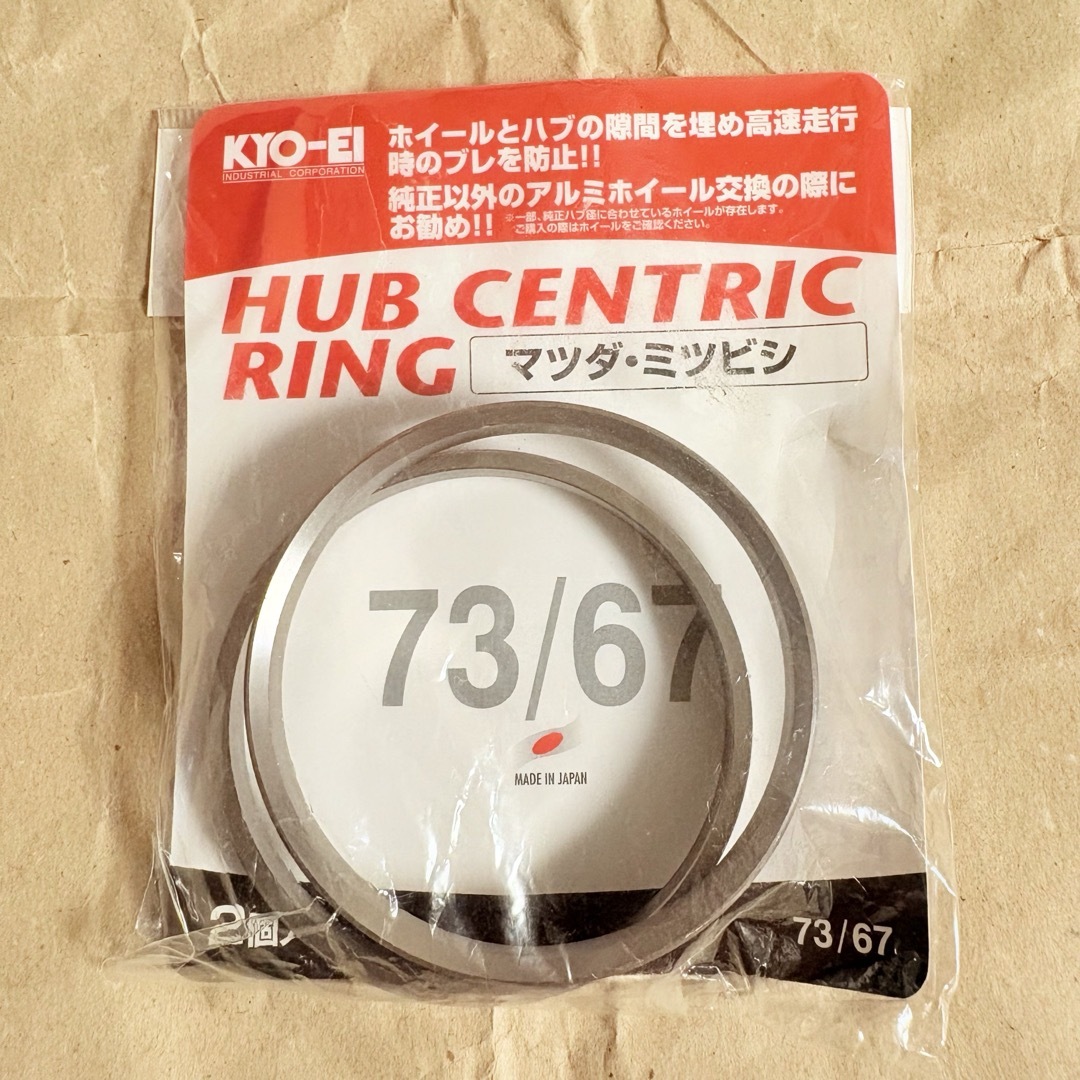 KYO-EI
INDUSTRIAL CORPORATION
ホイールとハブの隙間を埋め高速走行
時のブレを防止!!
純正以外のアルミホイール交換の際に
お勧め!!
※一部、純正ハブ径に合わせているホイールが存在します。
ご購入の際はホイールをご確認ください。
HUB CENTRIC
RING
マツダ・ミツビシ
73/67
MADE IN JAPAN
2個
73/67